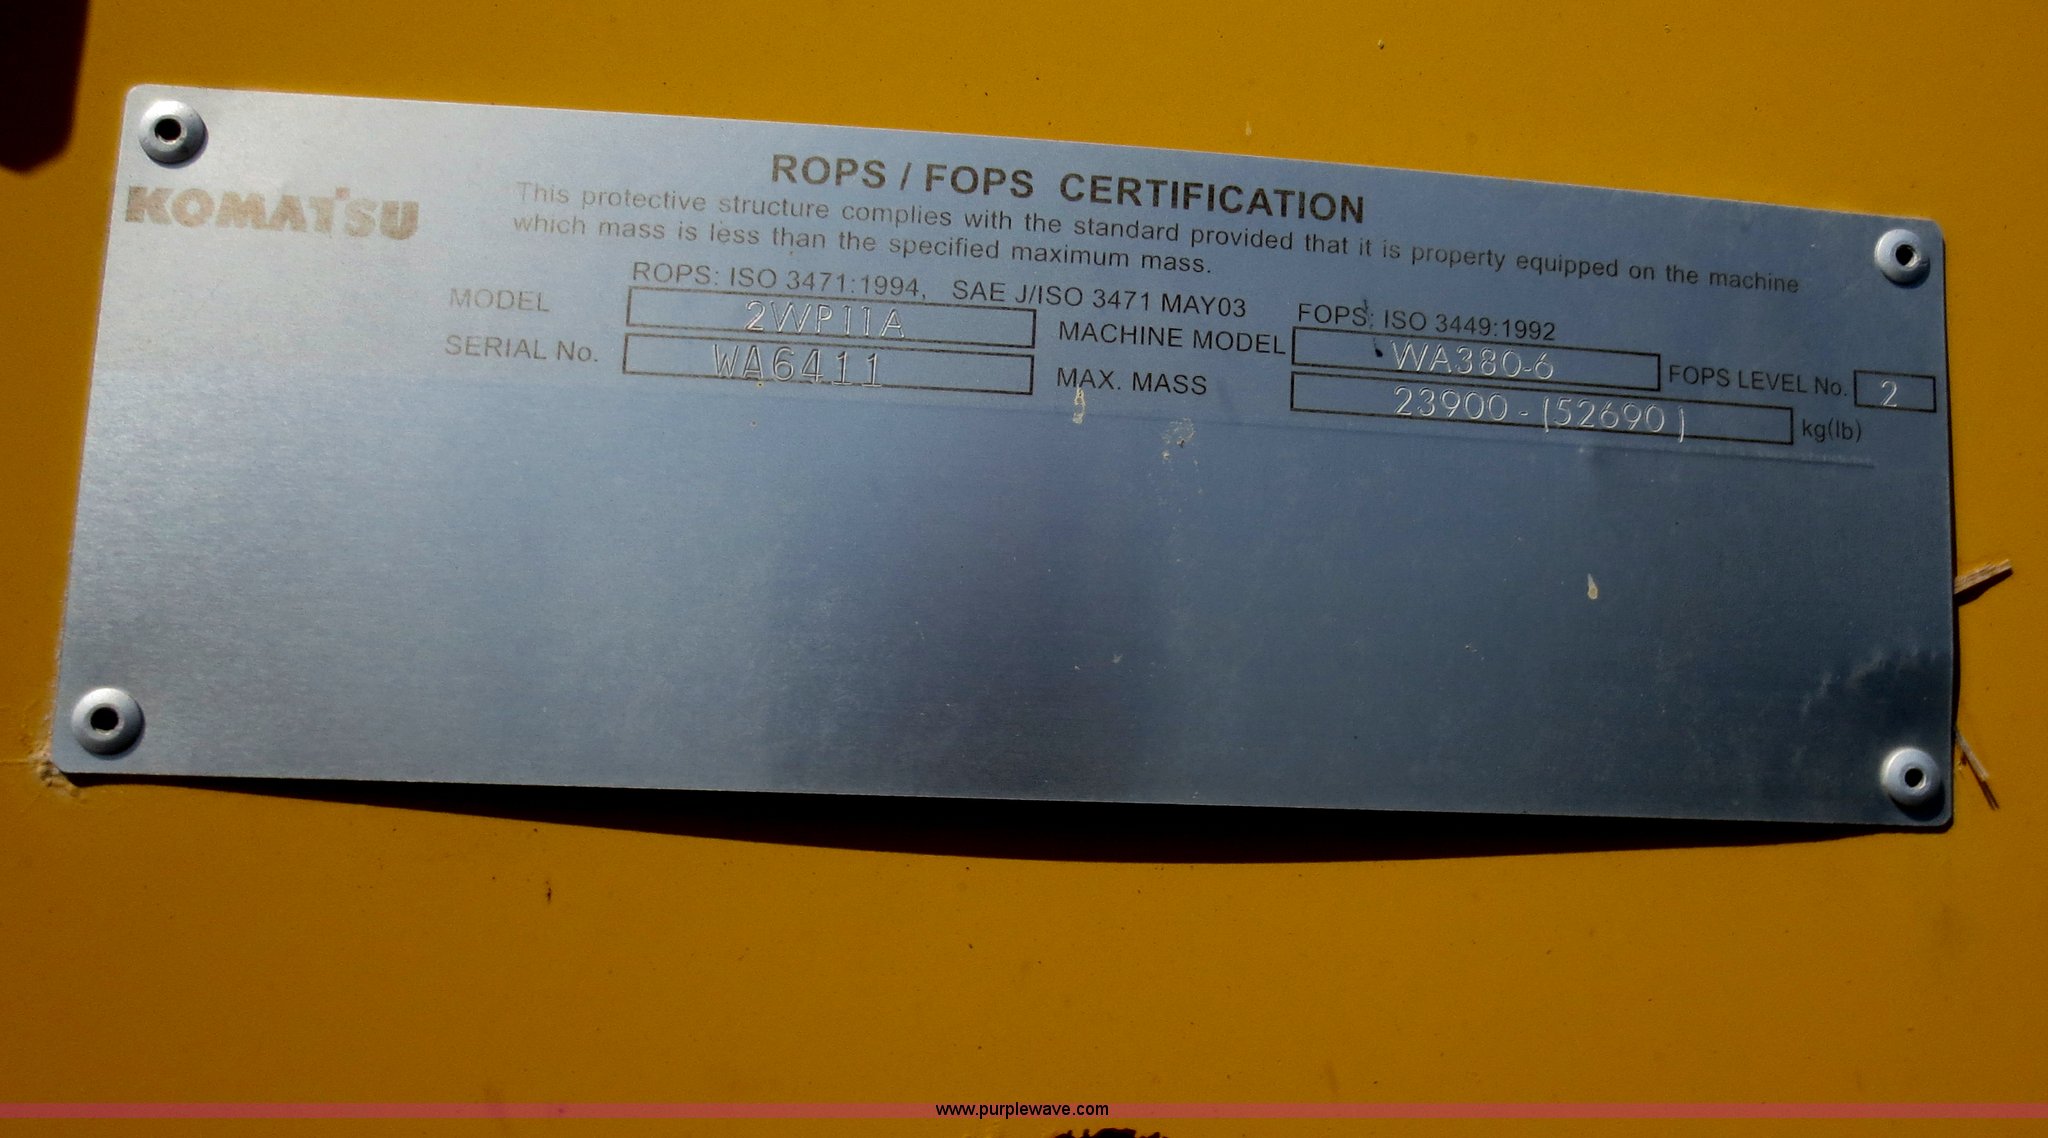 KOMATSU
ROPS / FOPS CERTIFICATION
This protective structure complies with the standard provided that it is property equipped on the machine
which mass is less than the specified maximum mass.
ROPS: ISO 3471:1994, SAE J/ISO 3471 MAY03 FOPS: ISO 3449:1992
MODEL 2WP11A MACHINE MODEL WA380-6 FOPS LEVEL No. 2
SERIAL No. WA6411 MAX. MASS 23900 - (52690) kg(lb)
www.purplewave.com